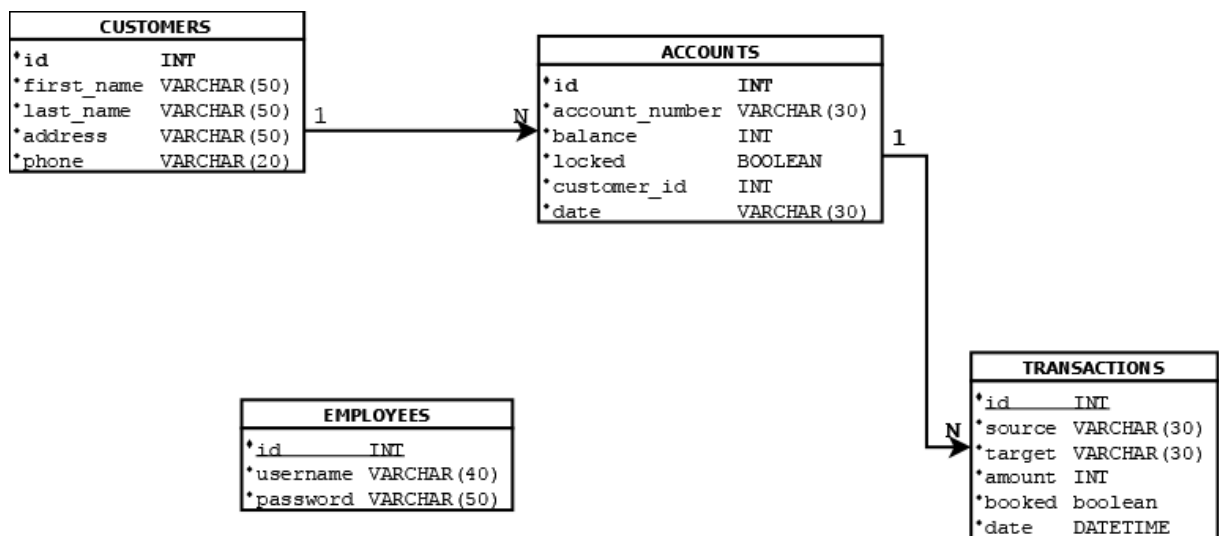 CUSTOMERS
id INT
first_name VARCHAR(50)
last_name VARCHAR(50)
address VARCHAR(50)
phone VARCHAR(20)
1
N
ACCOUNTS
id INT
account_number VARCHAR(30)
balance INT
locked BOOLEAN
customer_id INT
date VARCHAR(30)
1
N
EMPLOYEES
id INT
username VARCHAR(40)
password VARCHAR(50)
TRANSACTIONS
id INT
source VARCHAR(30)
target VARCHAR(30)
amount INT
booked boolean
date DATETIME